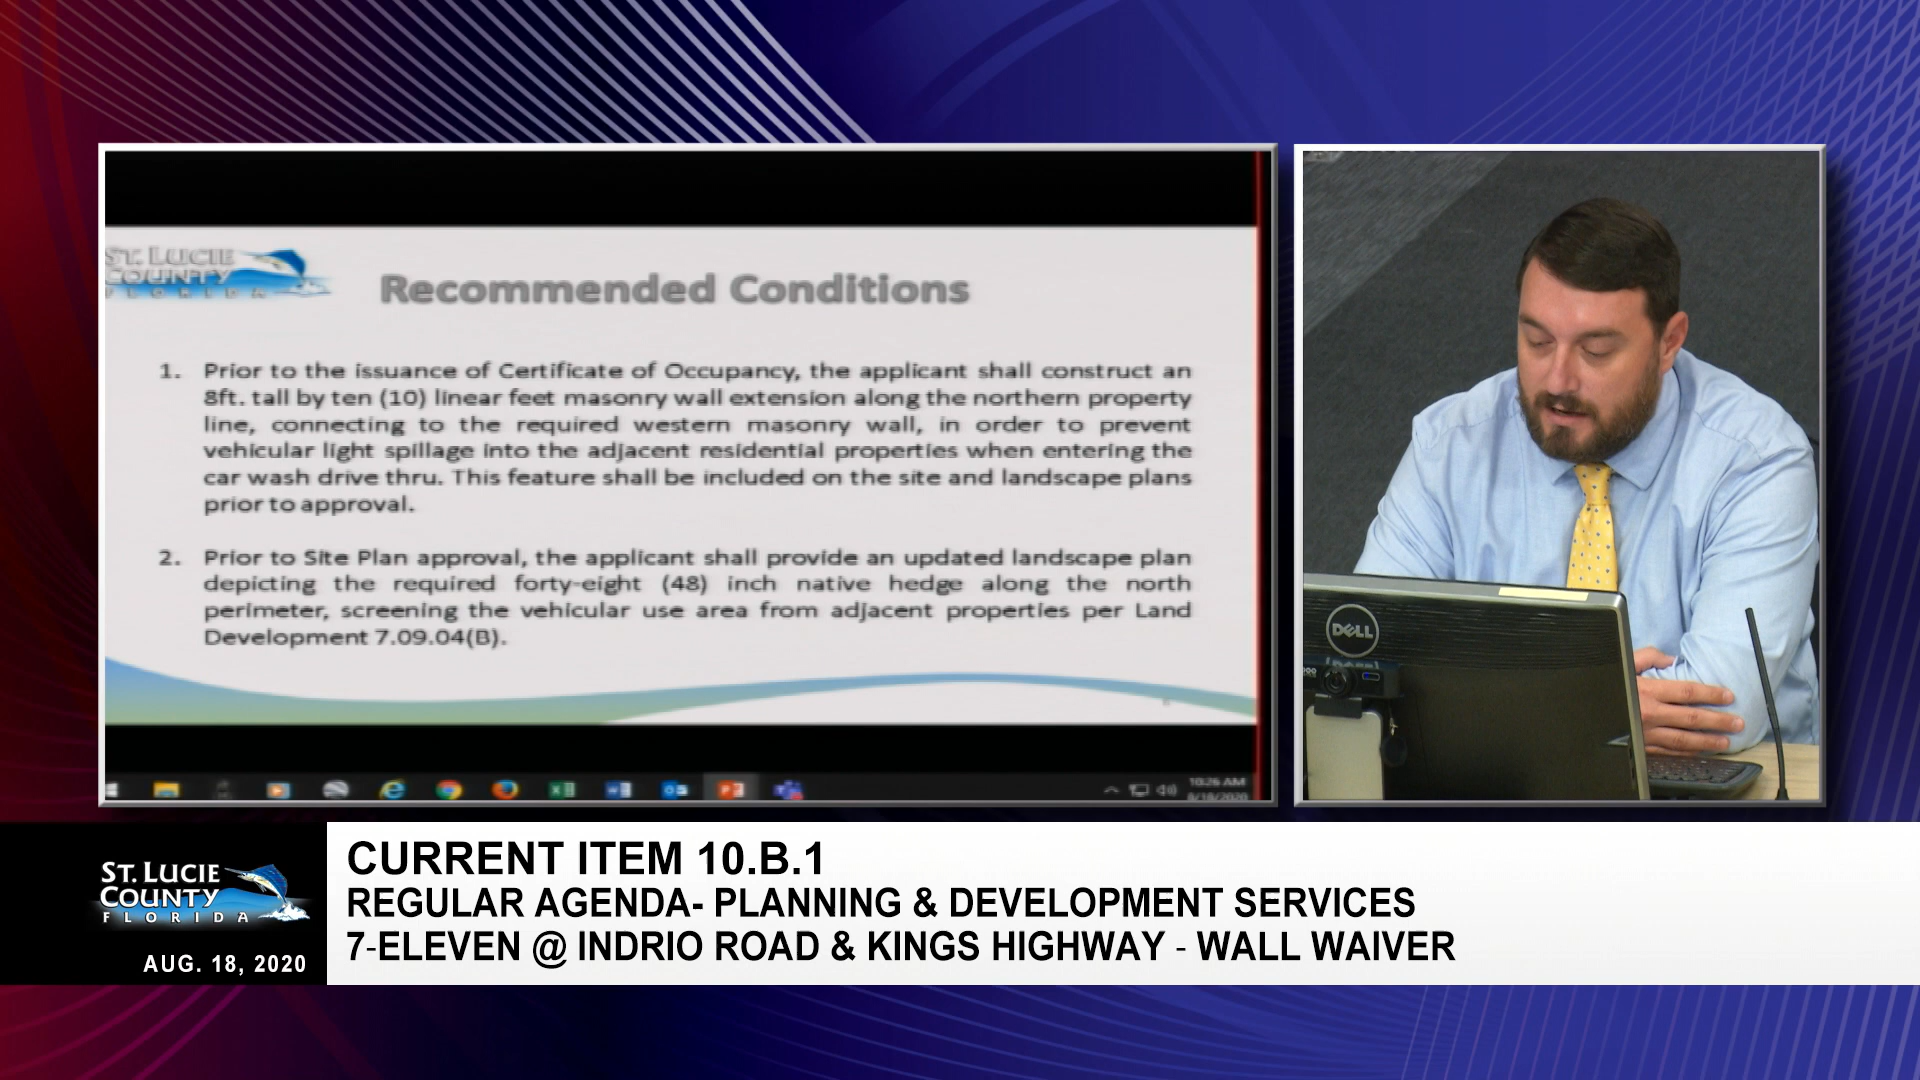 ST. LUCIE
COUNTY
FLORIDA
Recommended Conditions
1. Prior to the issuance of Certificate of Occupancy, the applicant shall construct an
8ft. tall by ten (10) linear feet masonry wall extension along the northern property
line, connecting to the required western masonry wall, in order to prevent
vehicular light spillage into the adjacent residential properties when entering the
car wash drive thru. This feature shall be included on the site and landscape plans
prior to approval.
2. Prior to Site Plan approval, the applicant shall provide an updated landscape plan
depicting the required forty-eight (48) inch native hedge along the north
perimeter, screening the vehicular use area from adjacent properties per Land
Development 7.09.04(B).
10:26 AM
8/18/2020
DELL
ST. LUCIE
COUNTY
FLORIDA
AUG. 18, 2020
CURRENT ITEM 10.B.1
REGULAR AGENDA- PLANNING & DEVELOPMENT SERVICES
7-ELEVEN @ INDRIO ROAD & KINGS HIGHWAY - WALL WAIVER